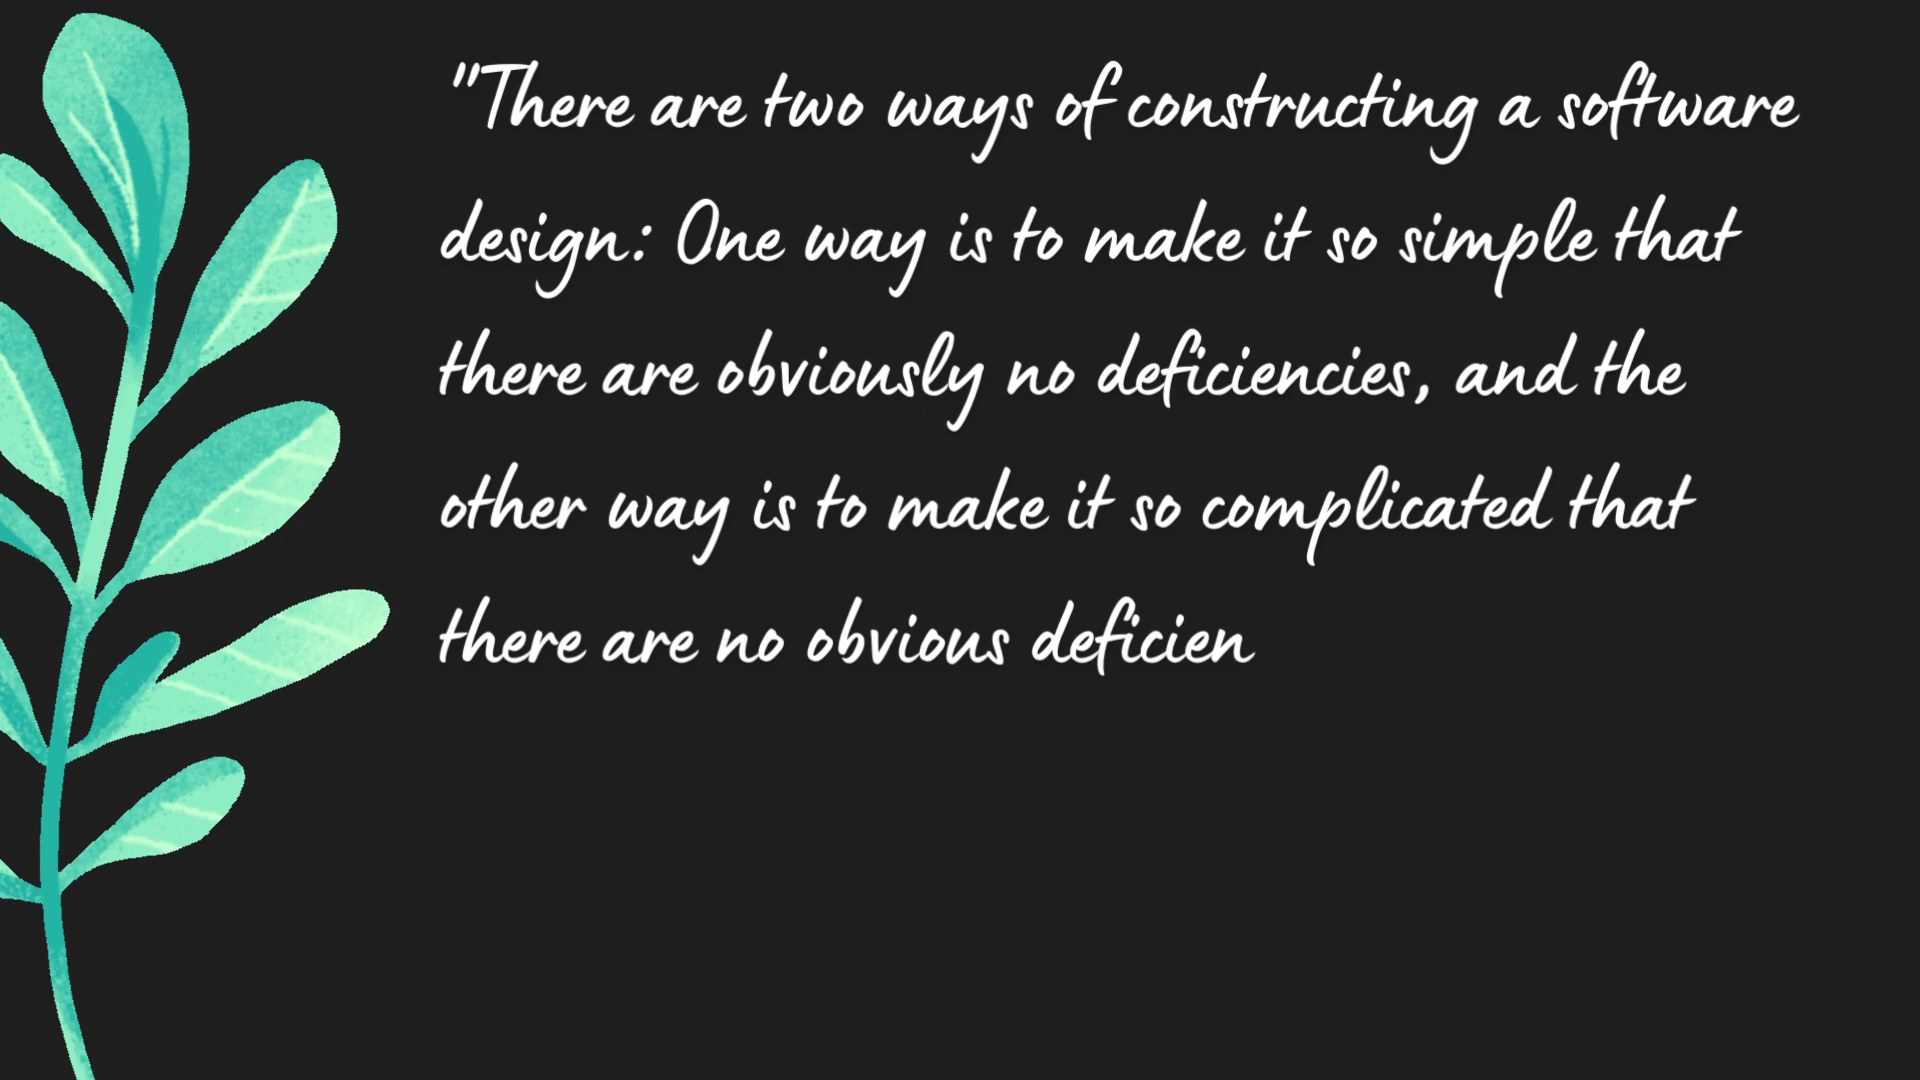 "There are two ways of constructing a software
design: One way is to make it so simple that
there are obviously no deficiencies, and the
other way is to make it so complicated that
there are no obvious deficien